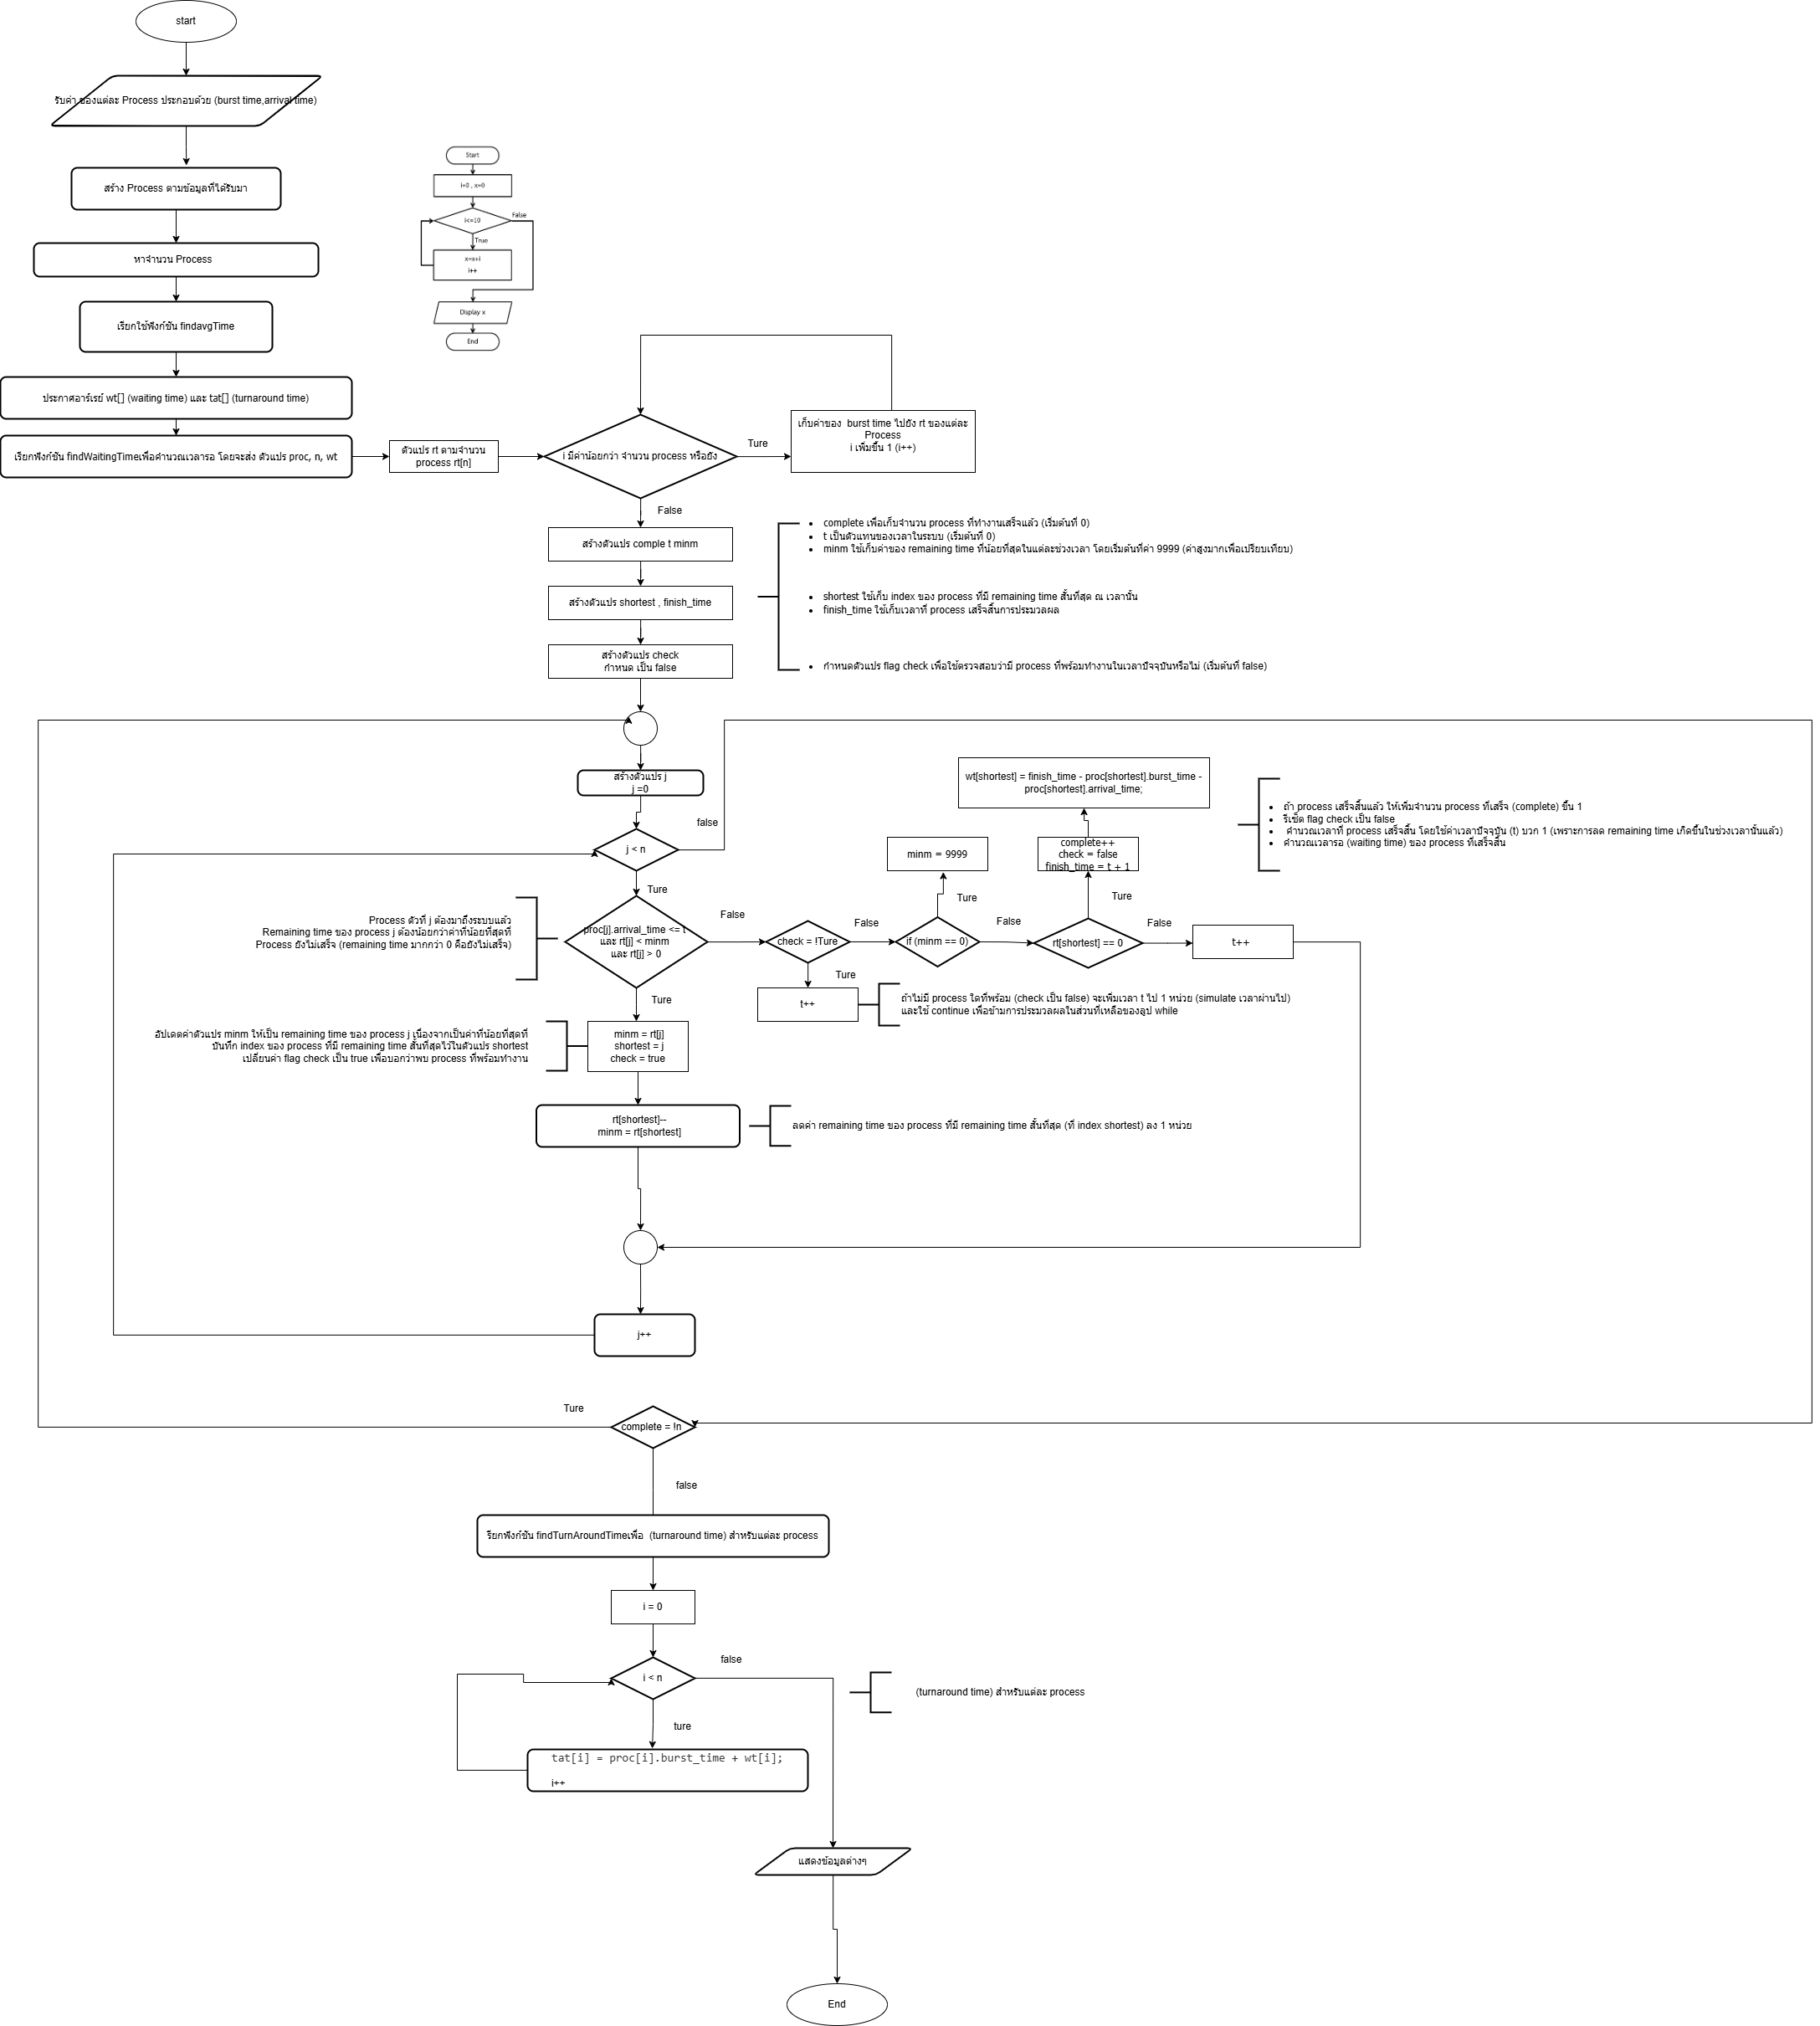 start
รับค่า ของแต่ละ Process ประกอบด้วย (burst time,arrival time)
สร้าง Process ตามข้อมูลที่ได้รับมา
หาจำนวน Process
เรียกใช้ฟังก์ชัน findavgTime
ประกาศอาร์เรย์ wt[] (waiting time) และ tat[] (turnaround time)
เรียกฟังก์ชัน findWaitingTimeเพื่อคำนวณเวลารอ โดยจะส่ง ตัวแปร proc, n, wt
Start
i=0 , x=0
i<=10
False
True
x=x+i
i++
Display x
End
ตัวแปร rt ตามจำนวน
process rt[n]
i มีค่าน้อยกว่า จำนวน process หรือยัง
Ture
เก็บค่าของ  burst time ไปยัง rt ของแต่ละ
Process
i เพิ่มขึ้น 1 (i++)
False
สร้างตัวแปร comple t minm
สร้างตัวแปร shortest , finish_time
สร้างตัวแปร check
กำหนด เป็น false
• complete เพื่อเก็บจำนวน process ที่ทำงานเสร็จแล้ว (เริ่มต้นที่ 0)
• t เป็นตัวแทนของเวลาในระบบ (เริ่มต้นที่ 0)
• minm ใช้เก็บค่าของ remaining time ที่น้อยที่สุดในแต่ละช่วงเวลา โดยเริ่มต้นที่ค่า 9999 (ค่าสูงมากเพื่อเปรียบเทียบ)
• shortest ใช้เก็บ index ของ process ที่มี remaining time สั้นที่สุด ณ เวลานั้น
• finish_time ใช้เก็บเวลาที่ process เสร็จสิ้นการประมวลผล
• กำหนดตัวแปร flag check เพื่อใช้ตรวจสอบว่ามี process ที่พร้อมทำงานในเวลาปัจจุบันหรือไม่ (เริ่มต้นที่ false)
สร้างตัวแปร j
j =0
j < n
false
Ture
Process ตัวที่ j ต้องมาถึงระบบแล้ว
Remaining time ของ process j ต้องน้อยกว่าค่าที่น้อยที่สุดที่
Process ยังไม่เสร็จ (remaining time มากกว่า 0 คือยังไม่เสร็จ)
proc[j].arrival_time <= t
และ rt[j] < minm
และ rt[j] > 0
False
check = !Ture
False
if (minm == 0)
False
rt[shortest] == 0
False
t++
Ture
minm = 9999
Ture
complete++
check = false
finish_time = t + 1
wt[shortest] = finish_time - proc[shortest].burst_time -
proc[shortest].arrival_time;
• ถ้า process เสร็จสิ้นแล้ว ให้เพิ่มจำนวน process ที่เสร็จ (complete) ขึ้น 1
• รีเซ็ต flag check เป็น false
• คำนวณเวลาที่ process เสร็จสิ้น โดยใช้ค่าเวลาปัจจุบัน (t) บวก 1 (เพราะการลด remaining time เกิดขึ้นในช่วงเวลานั้นแล้ว)
• คำนวณเวลารอ (waiting time) ของ process ที่เสร็จสิ้น
Ture
t++
ถ้าไม่มี process ใดที่พร้อม (check เป็น false) จะเพิ่มเวลา t ไป 1 หน่วย (simulate เวลาผ่านไป)
และใช้ continue เพื่อข้ามการประมวลผลในส่วนที่เหลือของลูป while
Ture
อัปเดตค่าตัวแปร minm ให้เป็น remaining time ของ process j เนื่องจากเป็นค่าที่น้อยที่สุดที่
บันทึก index ของ process ที่มี remaining time สั้นที่สุดไว้ในตัวแปร shortest
เปลี่ยนค่า flag check เป็น true เพื่อบอกว่าพบ process ที่พร้อมทำงาน
minm = rt[j]
shortest = j
check = true
rt[shortest]--
minm = rt[shortest]
ลดค่า remaining time ของ process ที่มี remaining time สั้นที่สุด (ที่ index shortest) ลง 1 หน่วย
j++
Ture
complete = !n
false
รียกฟังก์ชัน findTurnAroundTimeเพื่อ  (turnaround time) สำหรับแต่ละ process
i = 0
i < n
false
(turnaround time) สำหรับแต่ละ process
ture
tat[i] = proc[i].burst_time + wt[i];
i++
แสดงข้อมูลต่างๆ
End